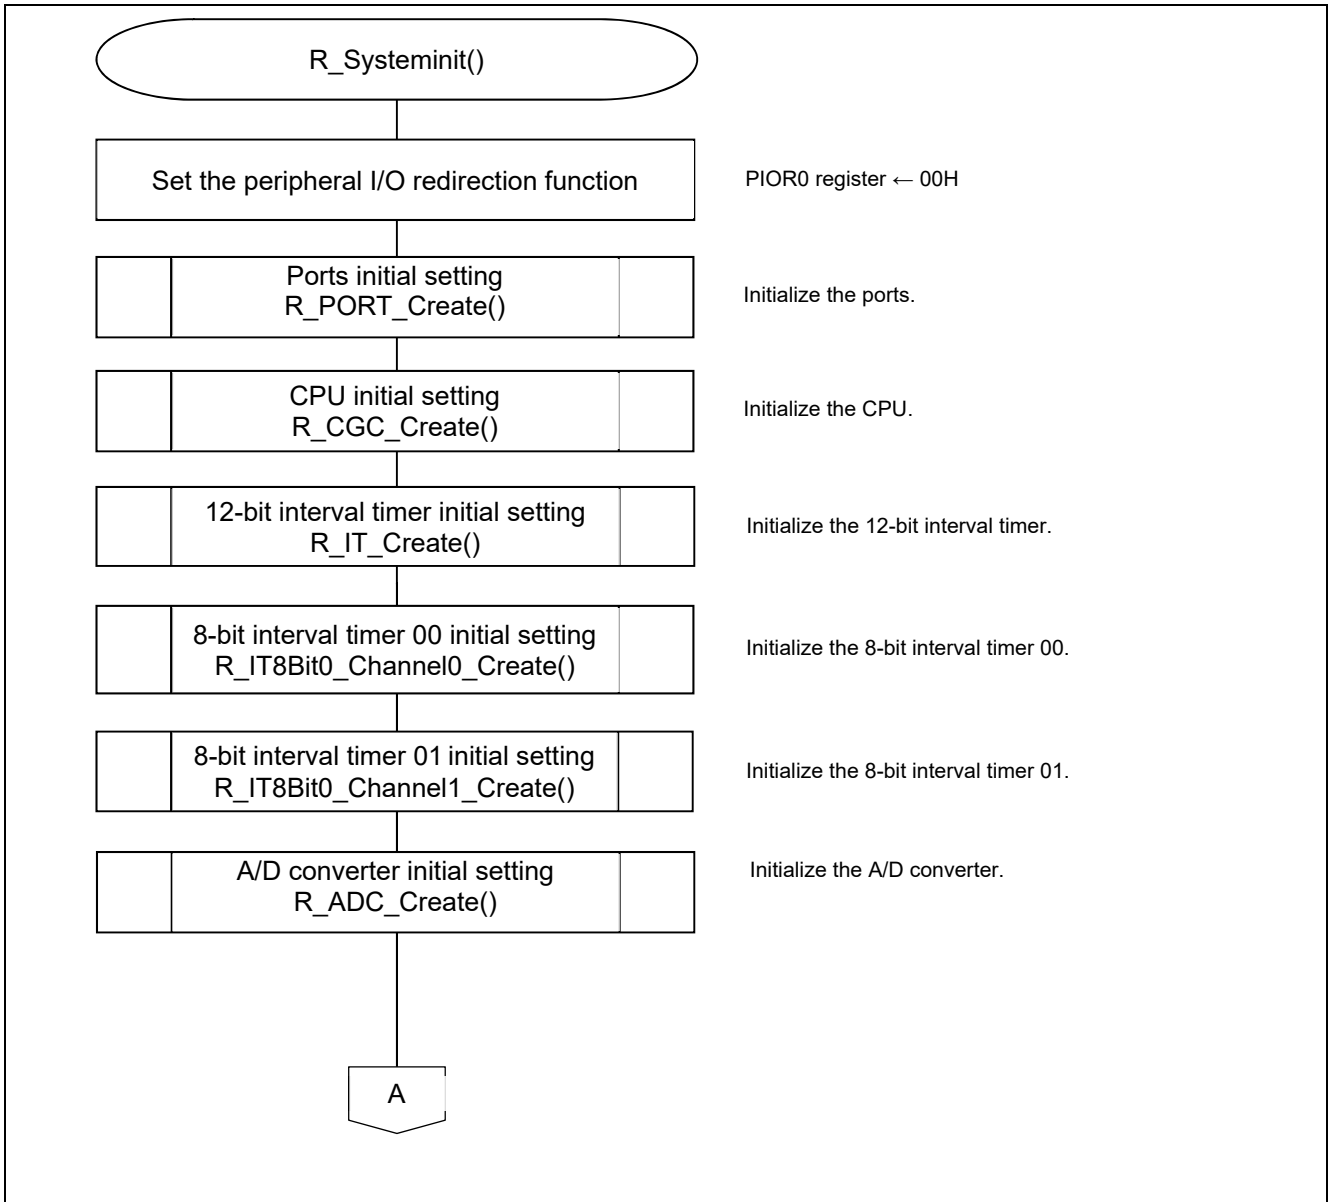 R_Systeminit()
Set the peripheral I/O redirection function
PIOR0 register ← 00H
Ports initial setting
R_PORT_Create()
Initialize the ports.
CPU initial setting
R_CGC_Create()
Initialize the CPU.
12-bit interval timer initial setting
R_IT_Create()
Initialize the 12-bit interval timer.
8-bit interval timer 00 initial setting
R_IT8Bit0_Channel0_Create()
Initialize the 8-bit interval timer 00.
8-bit interval timer 01 initial setting
R_IT8Bit0_Channel1_Create()
Initialize the 8-bit interval timer 01.
A/D converter initial setting
R_ADC_Create()
Initialize the A/D converter.
A